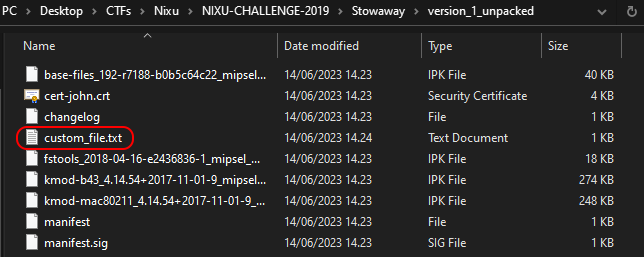 PC > Desktop > CTFs > Nixu > NIXU-CHALLENGE-2019 > Stowaway > version_1_unpacked
Name Date modified Type Size
base-files_192-r7188-b0b5c64c22_mipsel... 14/06/2023 14.23 IPK File 40 KB
cert-john.crt 14/06/2023 14.23 Security Certificate 4 KB
changelog 14/06/2023 14.23 File 1 KB
custom_file.txt 14/06/2023 14.24 Text Document 1 KB
fstools_2018-04-16-e2436836-1_mipsel_... 14/06/2023 14.23 IPK File 18 KB
kmod-b43_4.14.54+2017-11-01-9_mipsel... 14/06/2023 14.23 IPK File 274 KB
kmod-mac80211_4.14.54+2017-11-01-9_... 14/06/2023 14.23 IPK File 248 KB
manifest 14/06/2023 14.23 File 1 KB
manifest.sig 14/06/2023 14.23 SIG File 1 KB